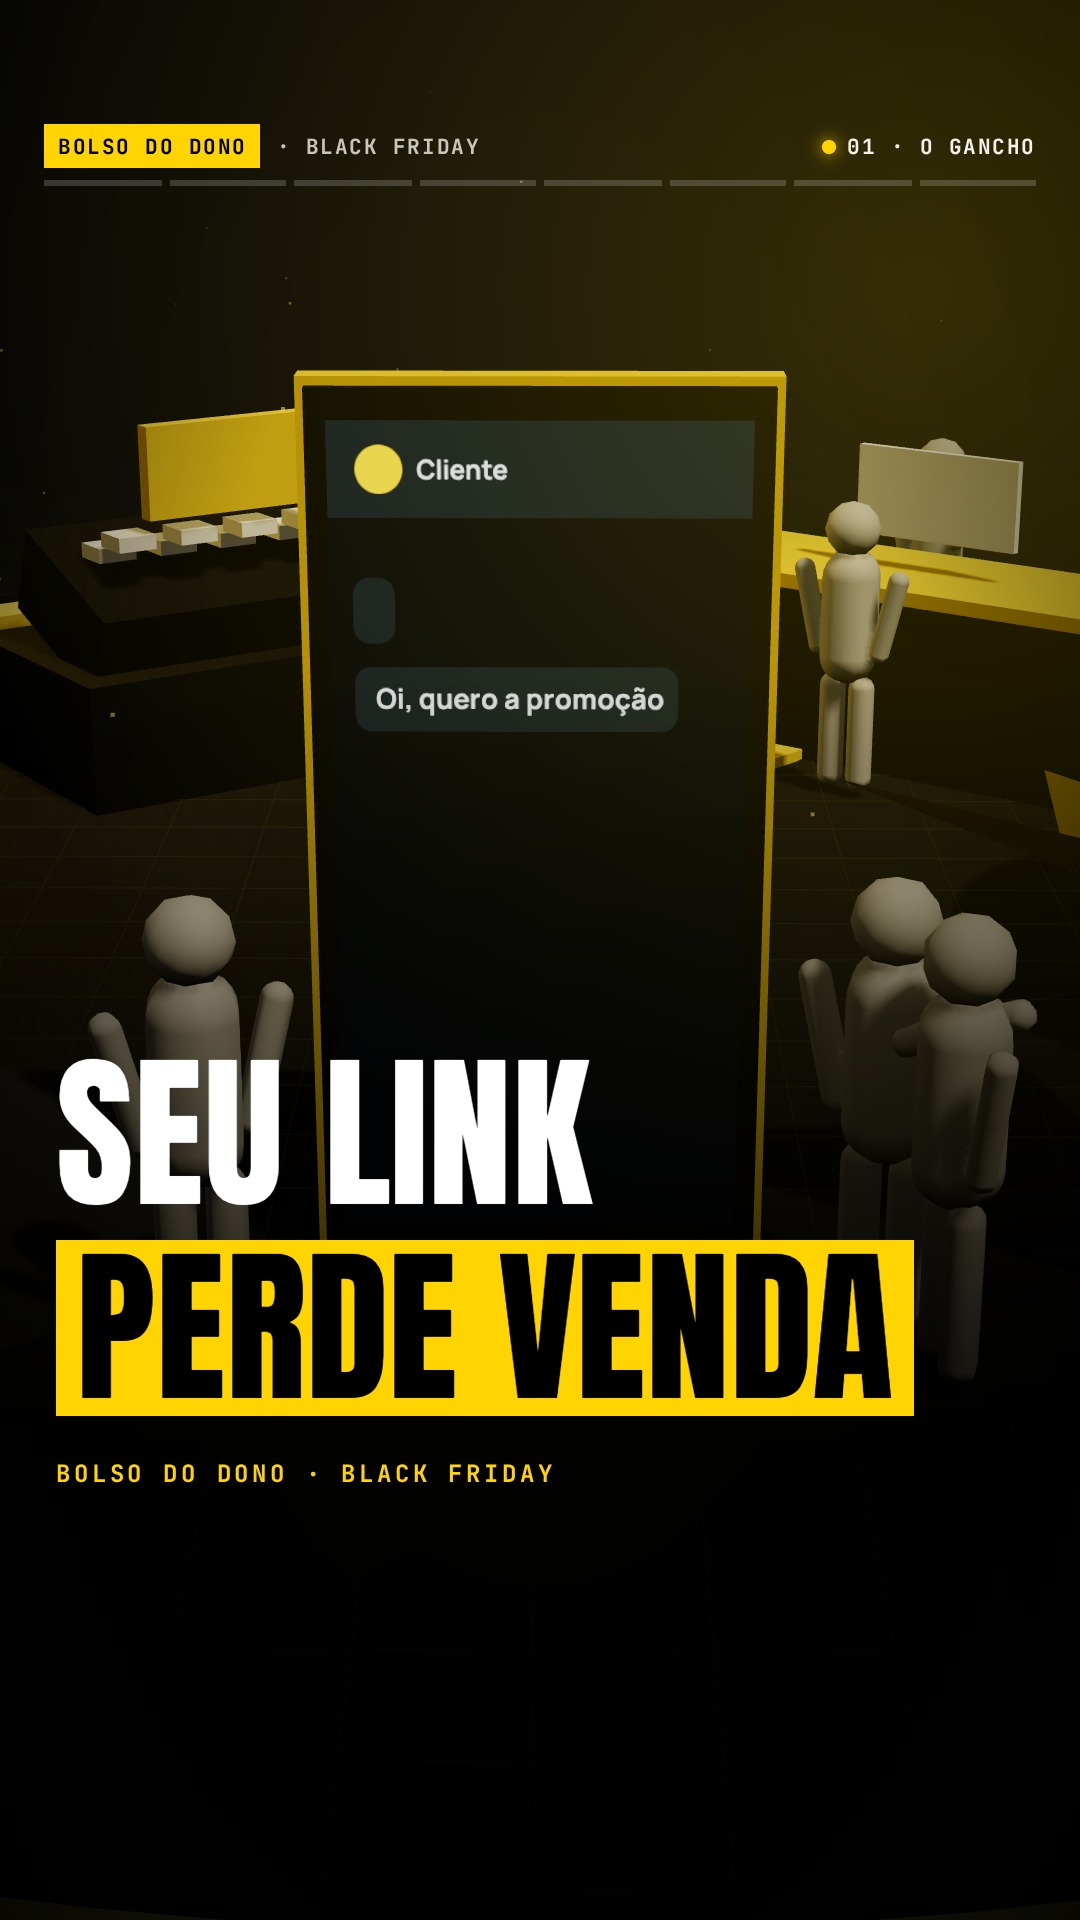 BOLSO DO DONO · BLACK FRIDAY
01 · O GANCHO
Cliente
Oi, quero a promoção
SEU LINK
PERDE VENDA
BOLSO DO DONO · BLACK FRIDAY